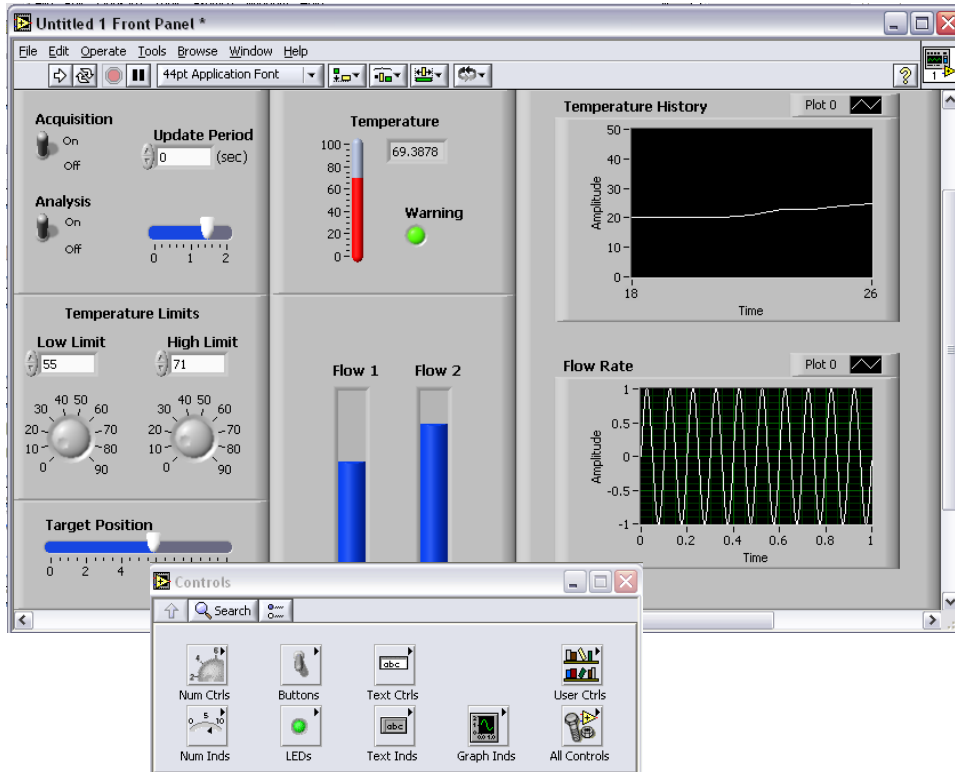 Untitled 1 Front Panel *
File Edit Operate Tools Browse Window Help
44pt Application Font
?
1
Acquisition
On
Off
Update Period
0 (sec)
Analysis
On
Off
0 1 2
Temperature Limits
Low Limit High Limit
55 71
0 10 20 30 40 50 60 70 80 90
0 10 20 30 40 50 60 70 80 90
Target Position
0 2 4
Temperature
100
80
60
40
20
0
69.3878
Warning
Flow 1 Flow 2
Temperature History Plot 0
50
40
30
20
10
0
Amplitude
18 26
Time
Flow Rate Plot 0
1
0.5
0
-0.5
-1
Amplitude
0 0.2 0.4 0.6 0.8 1
Time
Controls
Search
Num Ctrls Buttons Text Ctrls User Ctrls
Num Inds LEDs Text Inds Graph Inds All Controls